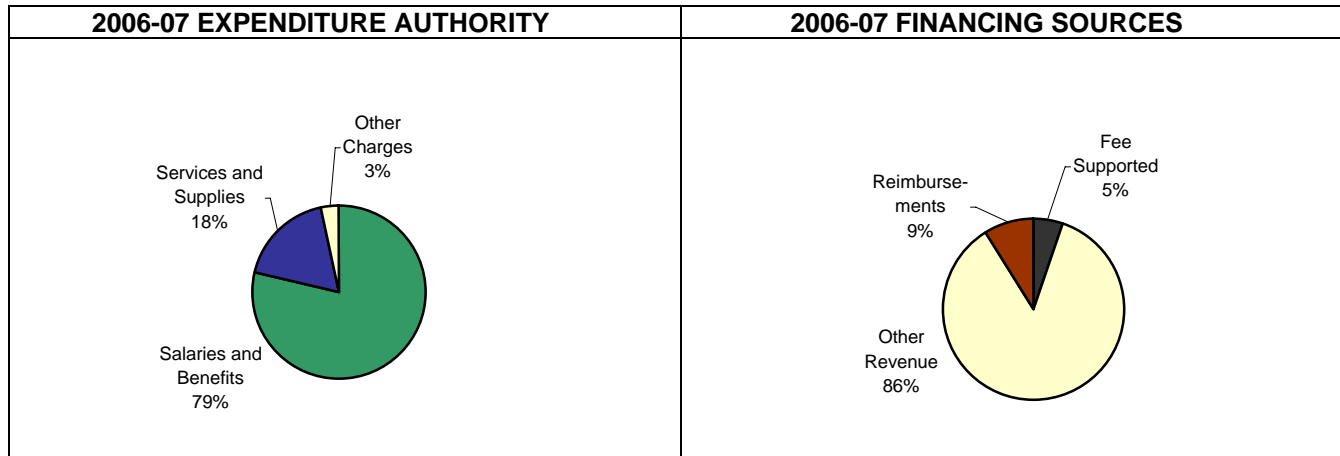 2006-07 EXPENDITURE AUTHORITY
2006-07 FINANCING SOURCES
Other
Charges
3%
Services and
Supplies
18%
Salaries and
Benefits
79%
Fee
Supported
5%
Reimburse-
ments
9%
Other
Revenue
86%